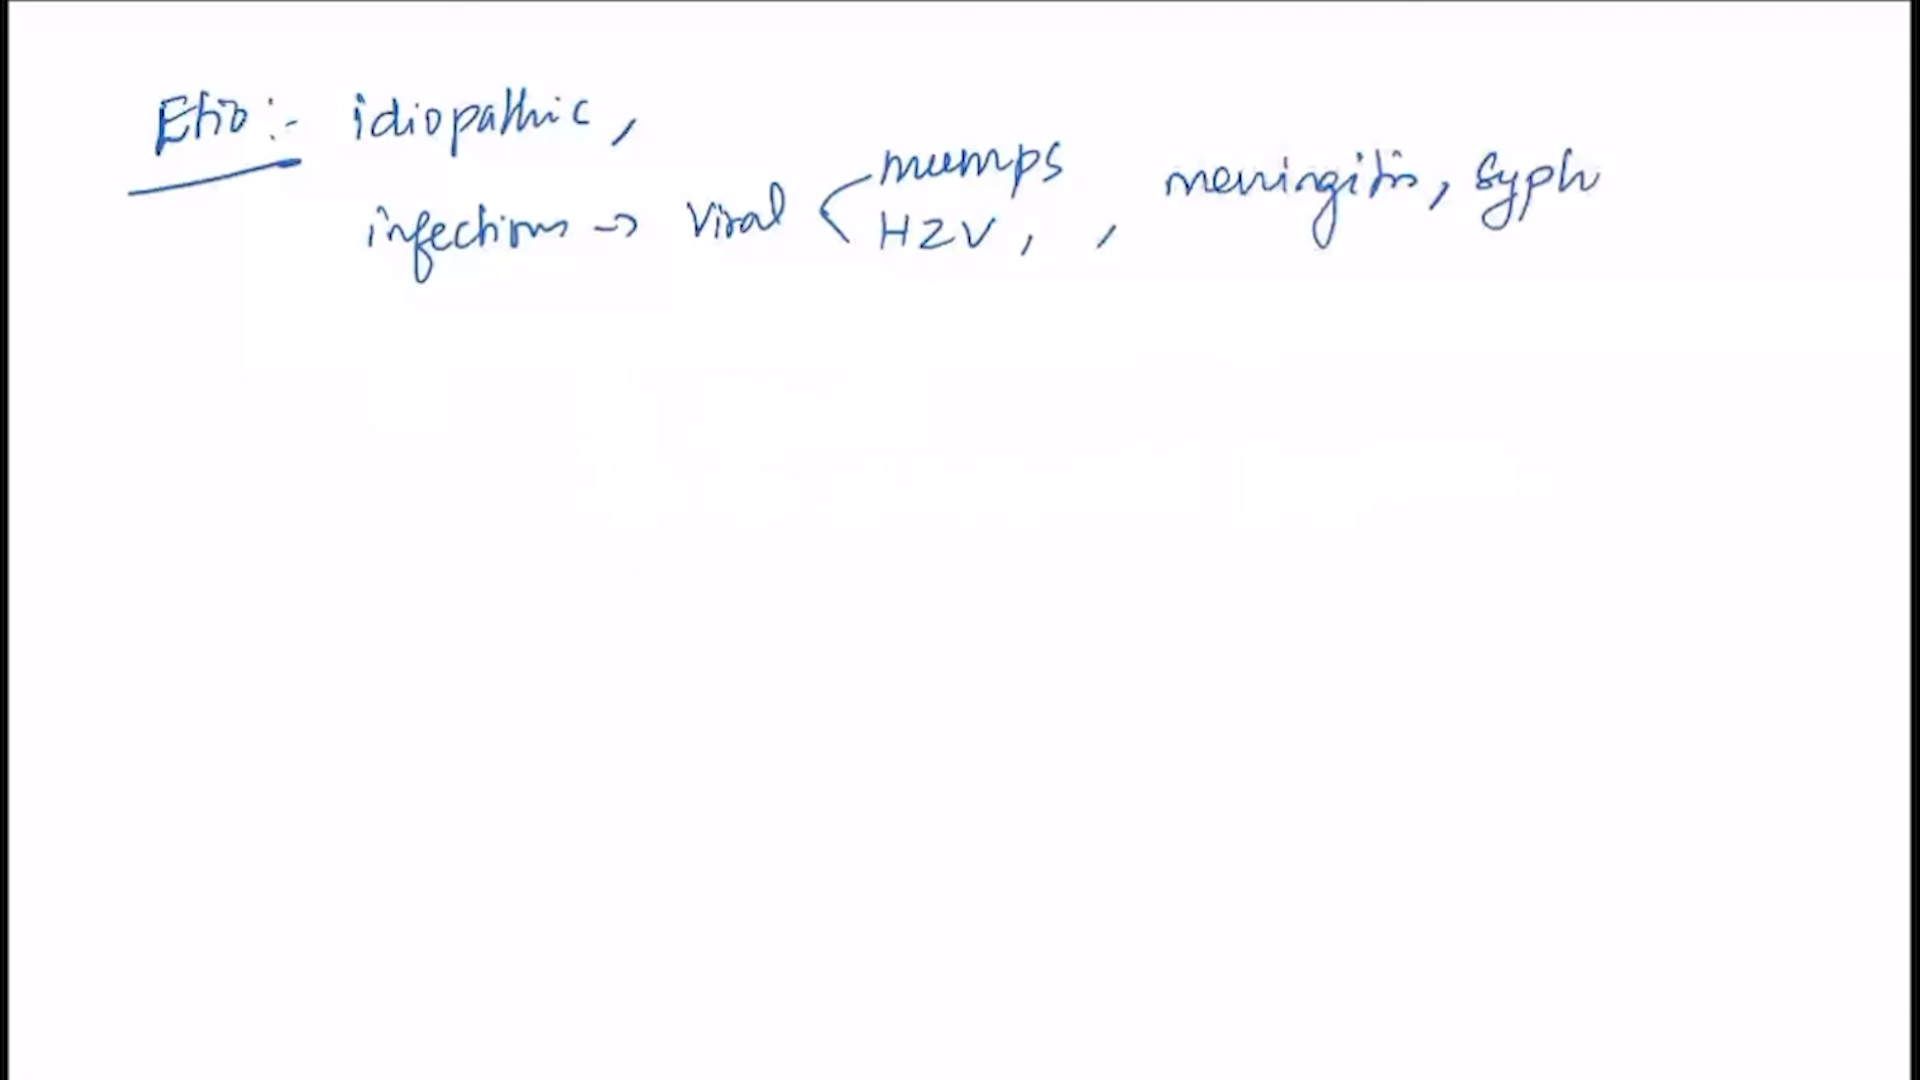 Etio :- idiopathic,
infections → viral < mumps
HZV, , meningitis, syph